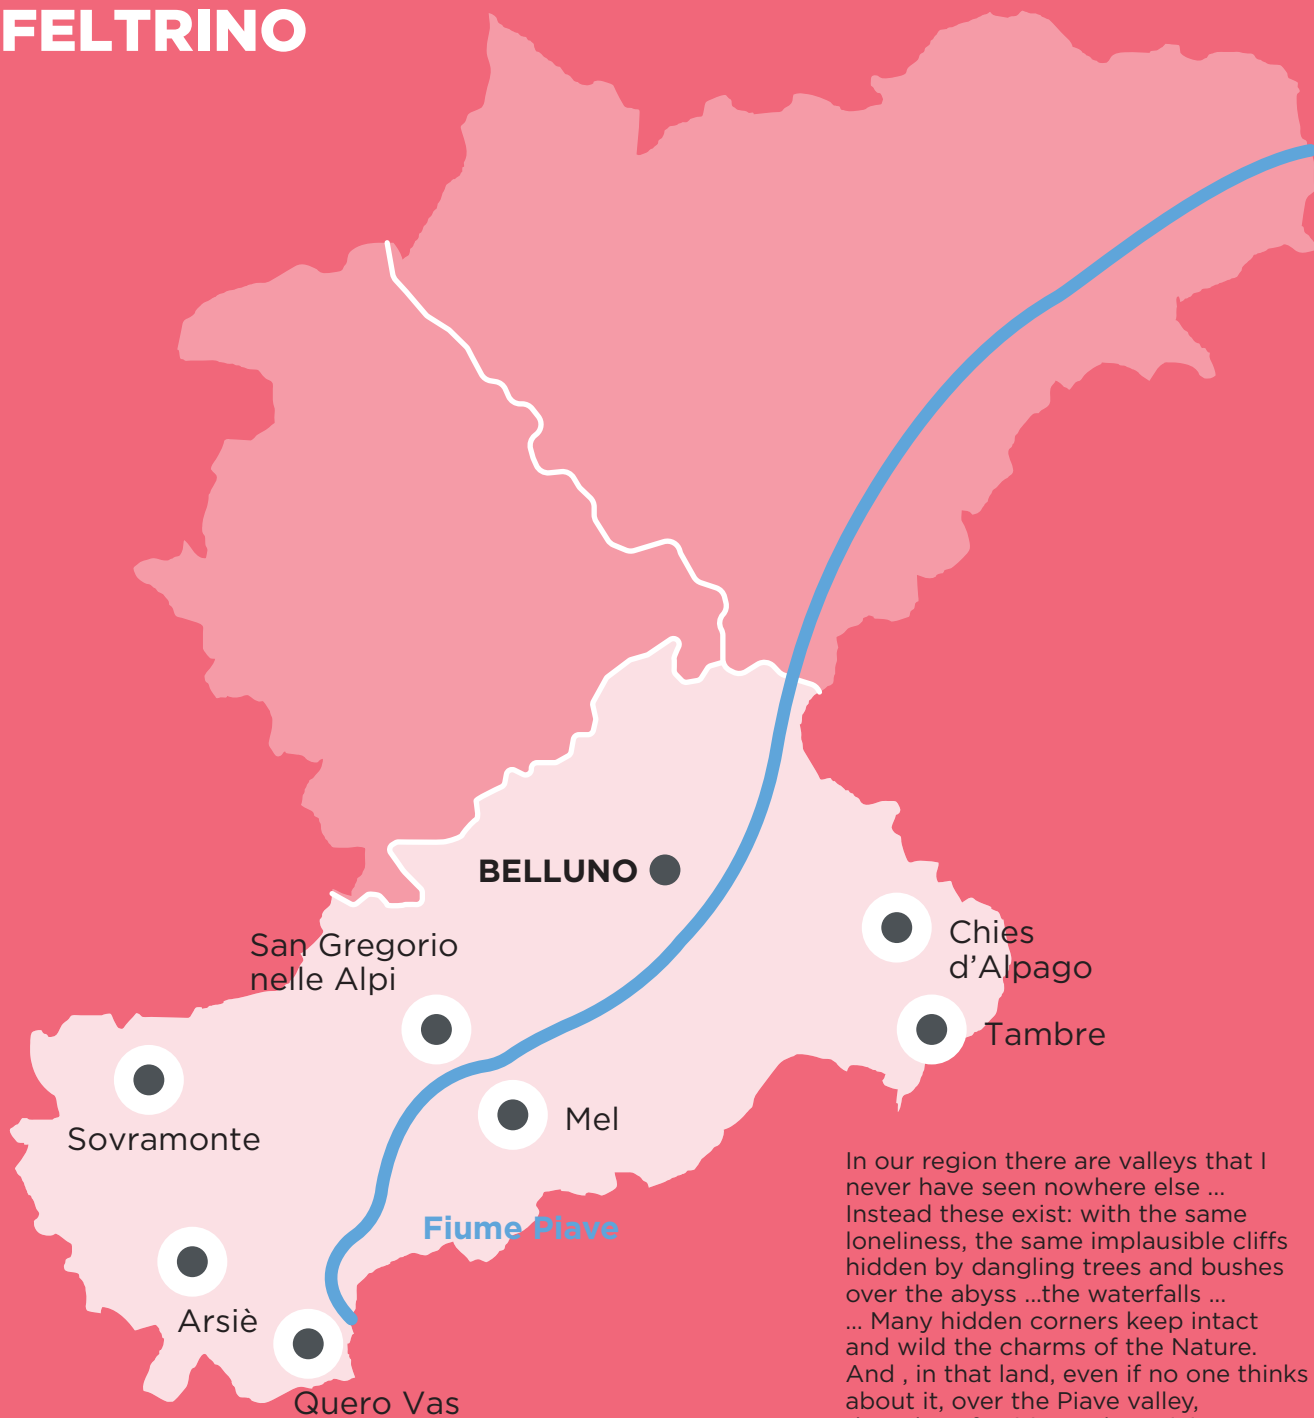 FELTRINO
BELLUNO
San Gregorio
nelle Alpi
Chies
d’Alpago
Tambre
Sovramonte
Mel
Fiume Piave
Arsiè
Quero Vas
In our region there are valleys that I
never have seen nowhere else ...
Instead these exist: with the same
loneliness, the same implausible cliffs
hidden by dangling trees and bushes
over the abyss ...the waterfalls ...
... Many hidden corners keep intact
and wild the charms of the Nature.
And , in that land, even if no one thinks
about it, over the Piave valley,